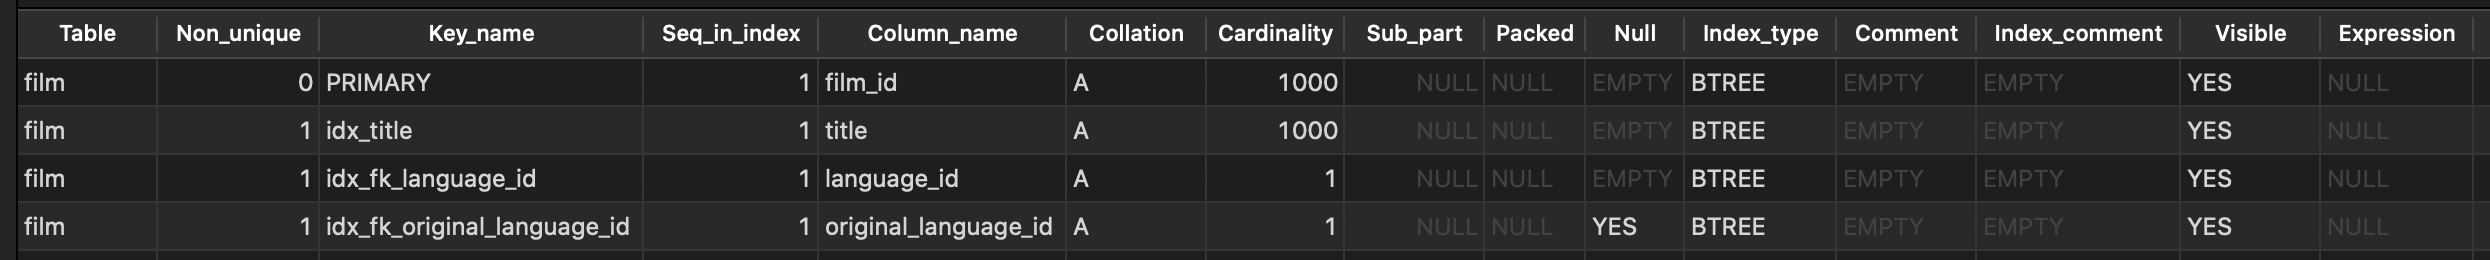 Table Non_unique Key_name Seq_in_index Column_name Collation Cardinality Sub_part Packed Null Index_type Comment Index_comment Visible Expression
film 0 PRIMARY 1 film_id A 1000 NULL NULL EMPTY BTREE EMPTY EMPTY YES NULL
film 1 idx_title 1 title A 1000 NULL NULL EMPTY BTREE EMPTY EMPTY YES NULL
film 1 idx_fk_language_id 1 language_id A 1 NULL NULL EMPTY BTREE EMPTY EMPTY YES NULL
film 1 idx_fk_original_language_id 1 original_language_id A 1 NULL NULL YES BTREE EMPTY EMPTY YES NULL